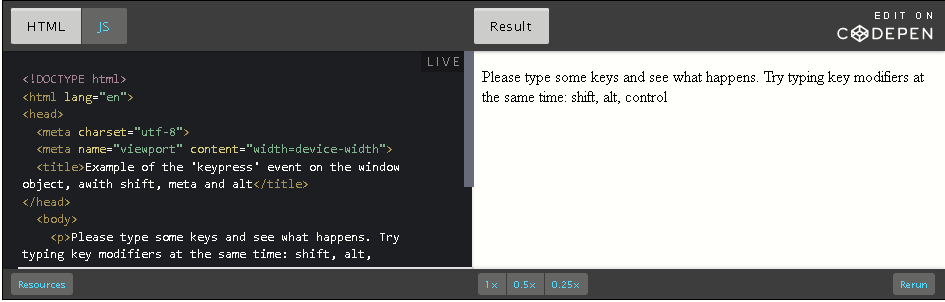 HTML
JS
Result
EDIT ON
CODEPEN
LIVE
<!DOCTYPE html>
<html lang="en">
<head>
<meta charset="utf-8">
<meta name="viewport" content="width=device-width">
<title>Example of the 'keypress' event on the window
object, awith shift, meta and alt</title>
</head>
<body>
<p>Please type some keys and see what happens. Try
typing key modifiers at the same time: shift, alt,
Please type some keys and see what happens. Try typing key modifiers at
the same time: shift, alt, control
Resources
1×
0.5×
0.25×
Rerun